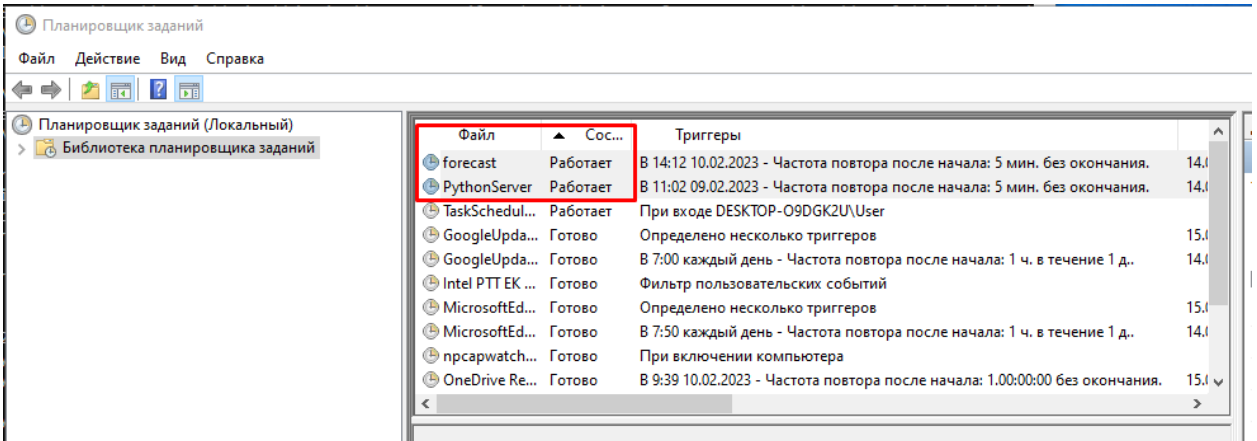 Планировщик заданий
Файл Действие Вид Справка
Планировщик заданий (Локальный)
Библиотека планировщика заданий
Файл Сос... Триггеры
forecast Работает В 14:12 10.02.2023 - Частота повтора после начала: 5 мин. без окончания. 14.
PythonServer Работает В 11:02 09.02.2023 - Частота повтора после начала: 5 мин. без окончания. 14.
TaskSchedul... Работает При входе DESKTOP-O9DGK2U\User
GoogleUpda... Готово Определено несколько триггеров 15.
GoogleUpda... Готово В 7:00 каждый день - Частота повтора после начала: 1 ч. в течение 1 д.. 14.
Intel PTT EK ... Готово Фильтр пользовательских событий
MicrosoftEd... Готово Определено несколько триггеров 15.
MicrosoftEd... Готово В 7:50 каждый день - Частота повтора после начала: 1 ч. в течение 1 д.. 14.
npcapwatch... Готово При включении компьютера
OneDrive Re... Готово В 9:39 10.02.2023 - Частота повтора после начала: 1.00:00:00 без окончания. 15.